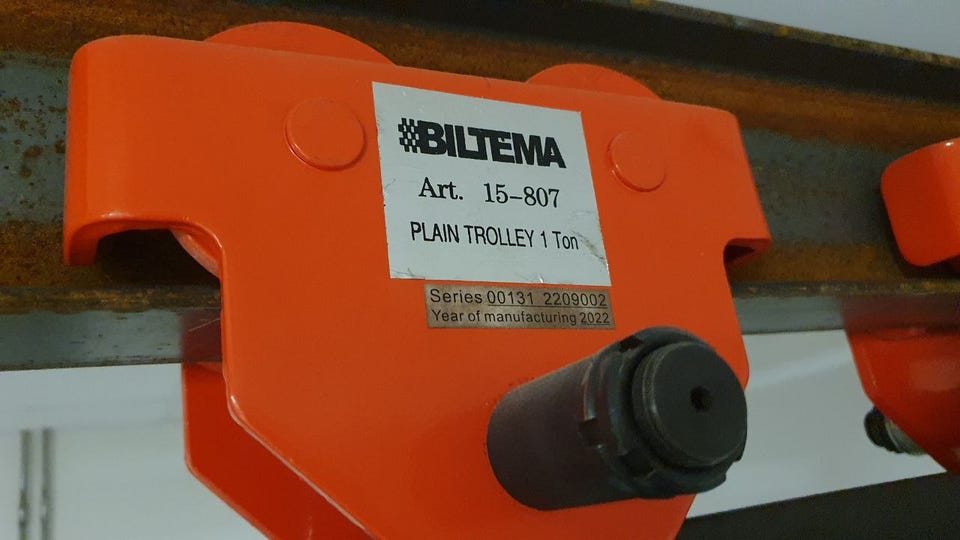 BILTEMA
Art. 15-807
PLAIN TROLLEY 1 Ton
Series 00131 2209002
Year of manufacturing 2022